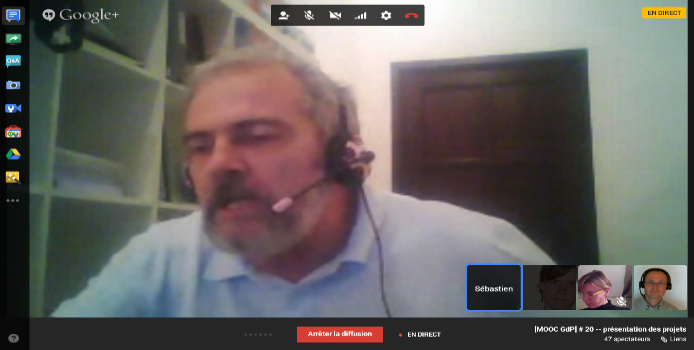 Google+
EN DIRECT
Q&A
Sébastien
Arrêter la diffusion
EN DIRECT
[MOOC GdP] # 20 -- présentation des projets
47 spectateurs
Liens